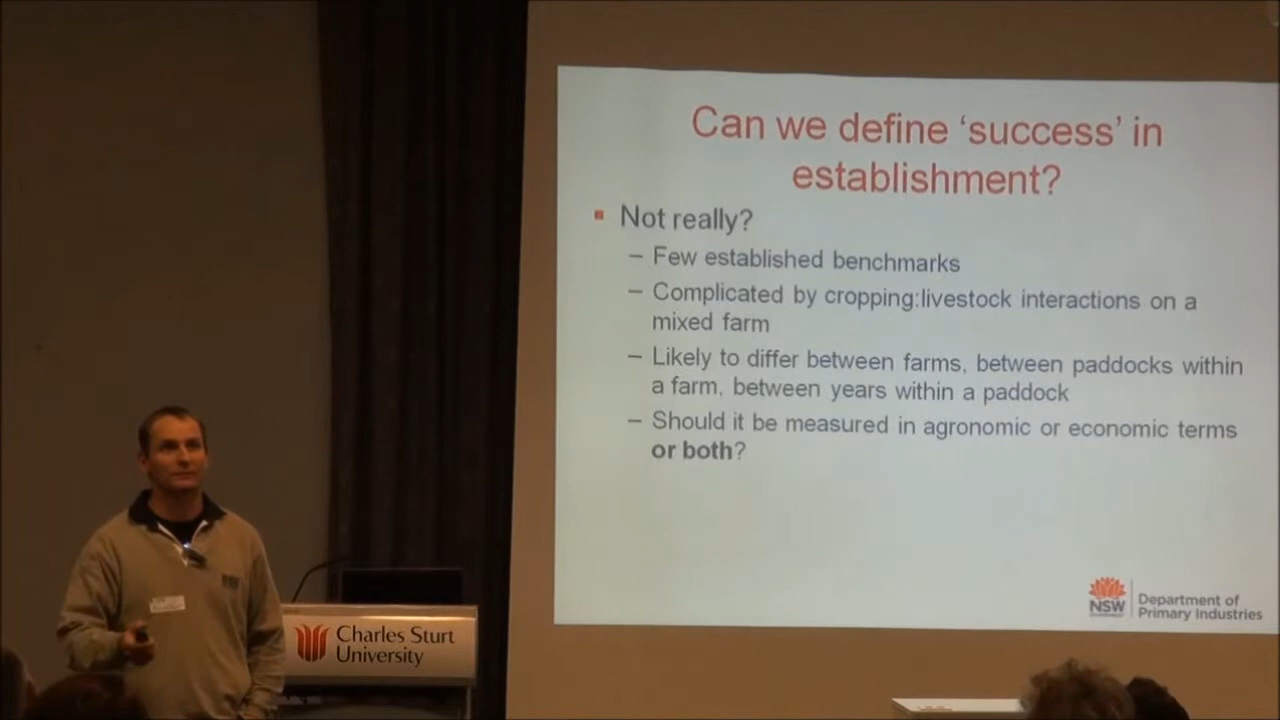 Can we define ‘success’ in
establishment?
Not really?
– Few established benchmarks
– Complicated by cropping:livestock interactions on a
mixed farm
– Likely to differ between farms, between paddocks within
a farm, between years within a paddock
– Should it be measured in agronomic or economic terms
or both?
NSW
Department of
Primary Industries
Charles Sturt
University